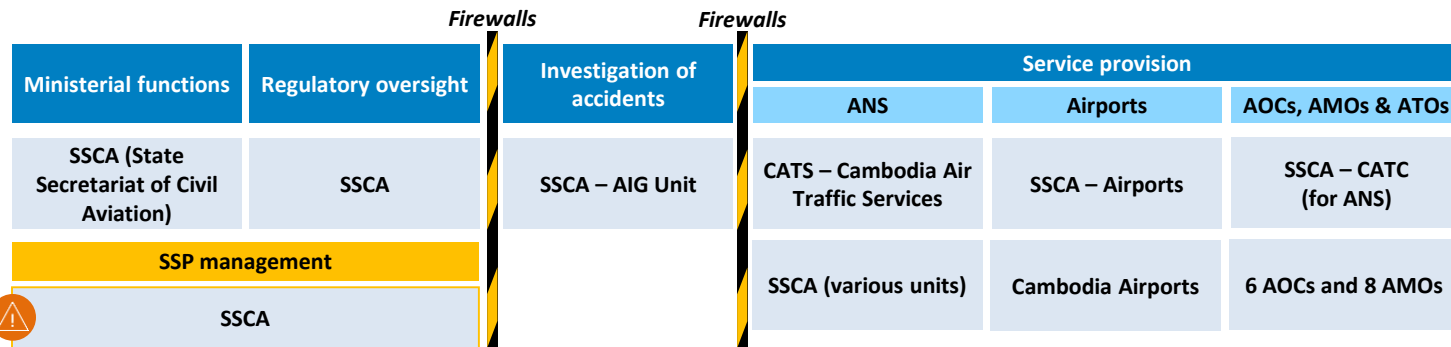 Firewalls
Firewalls
Ministerial functions
Regulatory oversight
Investigation of
accidents
Service provision
ANS
Airports
AOCs, AMOs & ATOs
SSCA (State
Secretariat of Civil
Aviation)
SSCA
SSCA – AIG Unit
CATS – Cambodia Air
Traffic Services
SSCA – Airports
SSCA – CATC
(for ANS)
SSP management
SSCA
SSCA (various units)
Cambodia Airports
6 AOCs and 8 AMOs